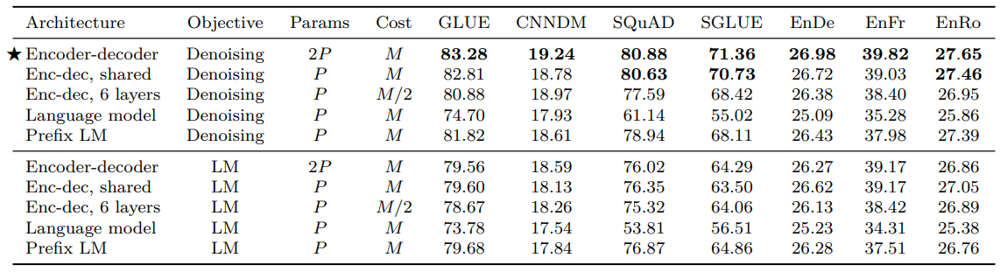 Architecture Objective Params Cost GLUE CNNDM SQuAD SGLUE EnDe EnFr EnRo
★ Encoder-decoder Denoising 2P M 83.28 19.24 80.88 71.36 26.98 39.82 27.65
Enc-dec, shared Denoising P M 82.81 18.78 80.63 70.73 26.72 39.03 27.46
Enc-dec, 6 layers Denoising P M/2 80.88 18.97 77.59 68.42 26.38 38.40 26.95
Language model Denoising P M 74.70 17.93 61.14 55.02 25.09 35.28 25.86
Prefix LM Denoising P M 81.82 18.61 78.94 68.11 26.43 37.98 27.39
Encoder-decoder LM 2P M 79.56 18.59 76.02 64.29 26.27 39.17 26.86
Enc-dec, shared LM P M 79.60 18.13 76.35 63.50 26.62 39.17 27.05
Enc-dec, 6 layers LM P M/2 78.67 18.26 75.32 64.06 26.13 38.42 26.89
Language model LM P M 73.78 17.54 53.81 56.51 25.23 34.31 25.38
Prefix LM LM P M 79.68 17.84 76.87 64.86 26.28 37.51 26.76